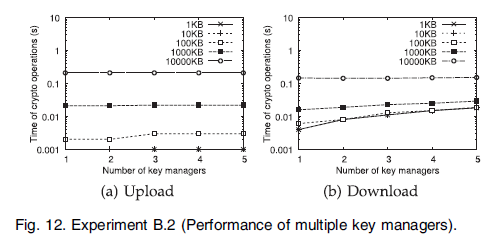 10
1
0.1
0.01
0.001
Time of crypto operations (s)
1KB
10KB
100KB
1000KB
10000KB
1 2 3 4 5
Number of key managers
(a) Upload
10
1
0.1
0.01
0.001
Time of crypto operations (s)
1KB
10KB
100KB
1000KB
10000KB
1 2 3 4 5
Number of key managers
(b) Download
Fig. 12. Experiment B.2 (Performance of multiple key managers).